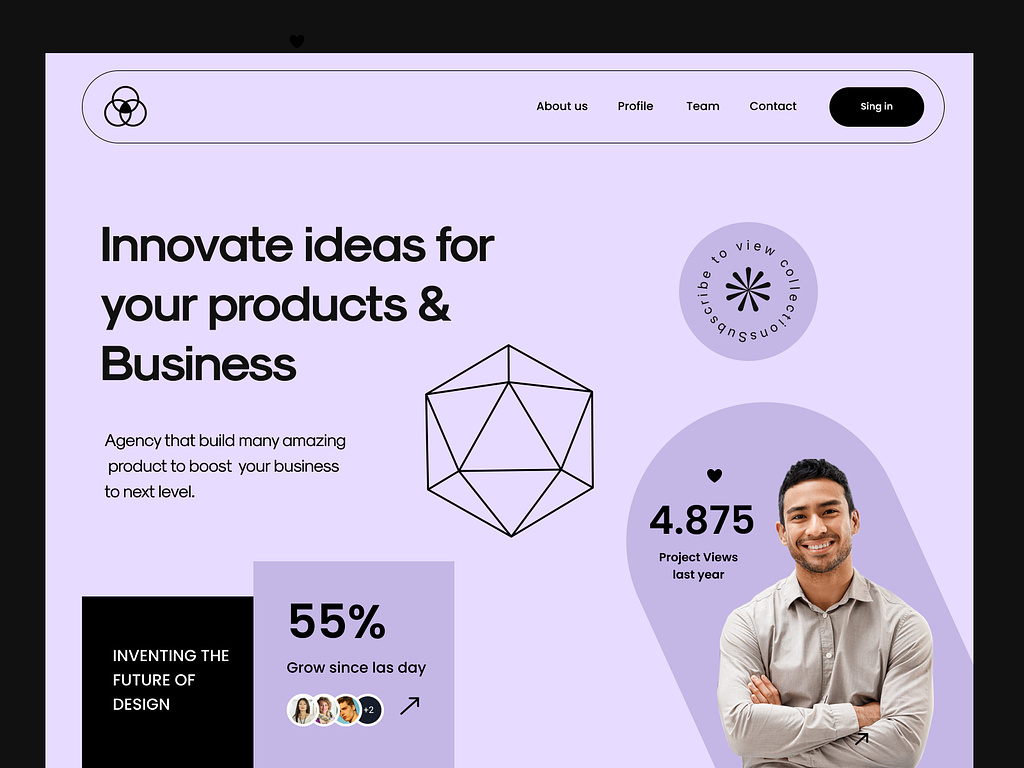 About us
Profile
Team
Contact
Sing in
Innovate ideas for
your products &
Business
Subscribe to view collections
Agency that build many amazing
product to boost your business
to next level.
4.875
Project Views
last year
55%
Grow since las day
+2
INVENTING THE
FUTURE OF
DESIGN